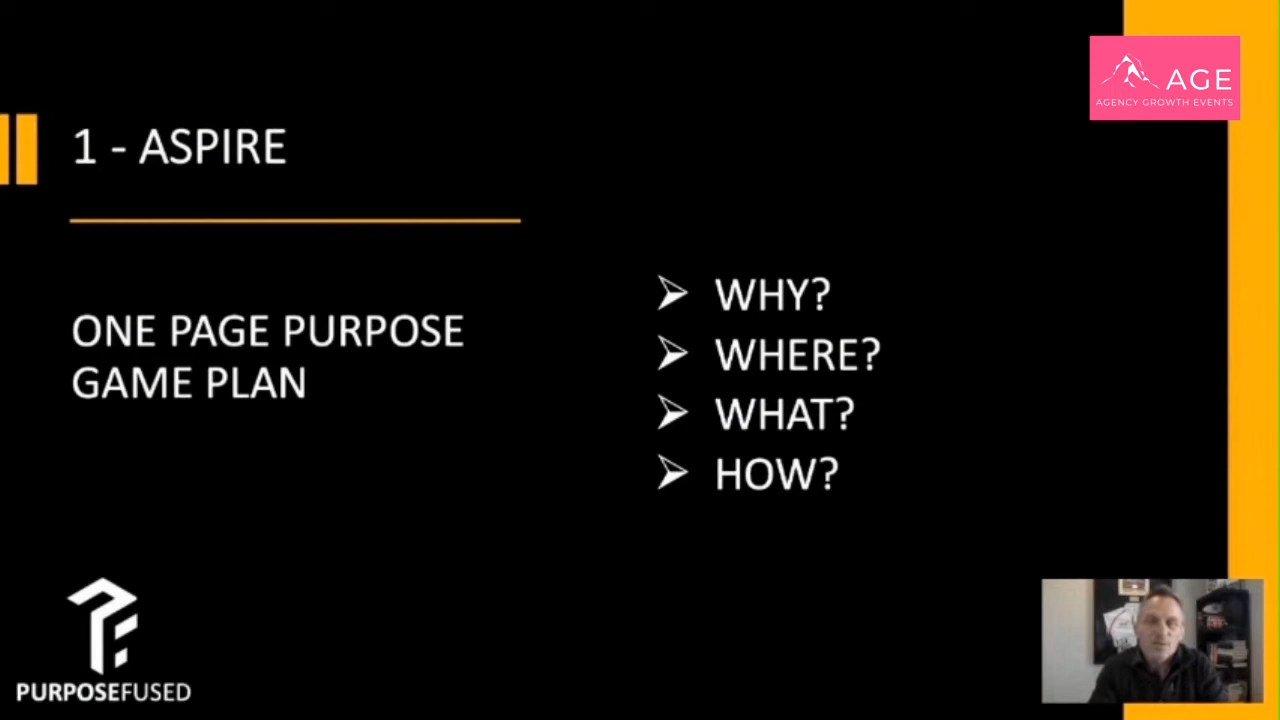 AGE
AGENCY GROWTH EVENTS
1 - ASPIRE
ONE PAGE PURPOSE
GAME PLAN
WHY?
WHERE?
WHAT?
HOW?
PURPOSEFUSED